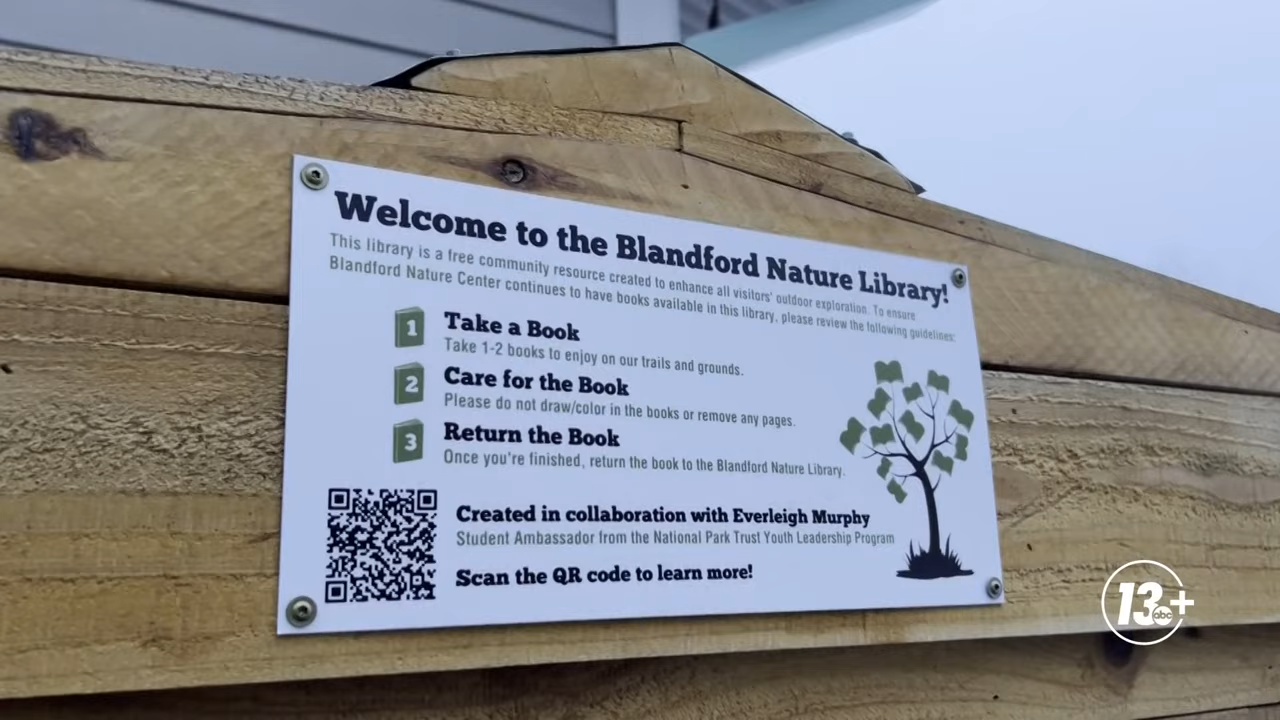 Welcome to the Blandford Nature Library!
This library is a free community resource created to enhance all visitors' outdoor exploration. To ensure
Blandford Nature Center continues to have books available in this library, please review the following guidelines:
1 Take a Book
Take 1-2 books to enjoy on our trails and grounds.
2 Care for the Book
Please do not draw/color in the books or remove any pages.
3 Return the Book
Once you're finished, return the book to the Blandford Nature Library.
Created in collaboration with Everleigh Murphy
Student Ambassador from the National Park Trust Youth Leadership Program
Scan the QR code to learn more!
13 abc +